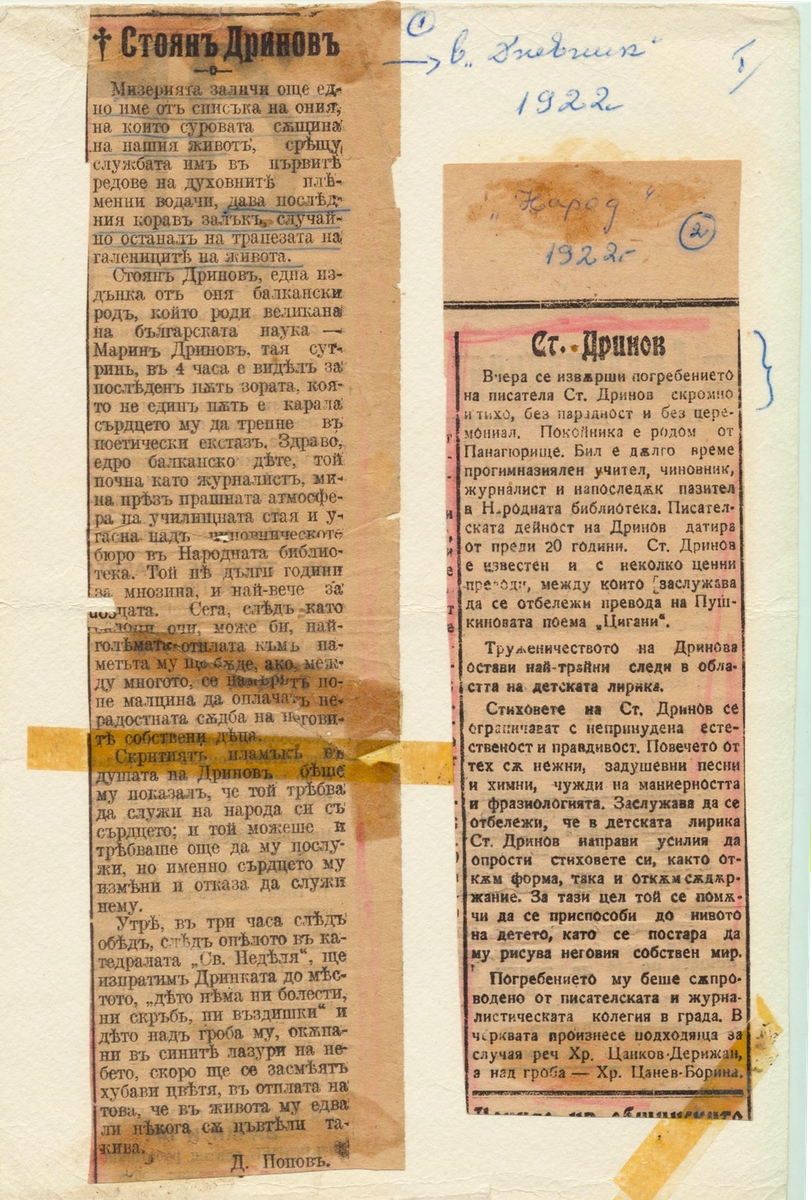 ① → в. „Дневник“
1922
I/
† Стоянъ Дриновъ
Мизерията заличи още ед-
но име отъ списъка на ония,
на които суровата сѫщина
на нашия животъ, срѣщу
службата имъ въ първитѣ
редове на духовнитѣ плѣ-
менни водачи, дава послѣд-
ния коравъ залъкъ, случай-
но останалъ на трапезата на
галеницитѣ на живота.
Стоянъ Дриновъ, една из-
дънка отъ оня балкански
родъ, който роди великана
на българската наука —
Маринъ Дриновъ, тая сут-
ринь, въ 4 часа е видѣлъ за
послѣденъ пѫть зората, коя-
то не единъ пѫть е карала
сърдцето му да трепне въ
поетически екстазъ. Здраво,
едро балканско дѣте, той
почна като журналистъ, ми-
на прѣзъ прашната атмосфе-
ра на училищната стая и у-
гасна надъ чиновническото
бюро въ Народната библио-
тека. Той пѣ дълги години
за мнозина, и най-вече за
дѣцата. Сега, слѣдъ като
склопи очи, може би, най-
голѣмата отплата къмъ па-
метьта му ще бѫде, ако, меж-
ду многото, се намѣрятъ по-
не малцина да оплачатъ не-
радостната сѫдба на негови-
тѣ собствени дѣца.
Скритиятъ пламъкъ въ
душата на Дриновъ бѣше
му показалъ, че той трѣбва
да служи на народа си съ
сърдцето; и той можеше и
трѣбваше още да му послу-
жи, но именно сърдцето му
измѣни и отказа да служи
нему.
Утрѣ, въ три часа слѣдъ
обѣдъ, слѣдъ опѣлото въ ка-
тедралата „Св. Недѣля“, ще
изпратимъ Дринката до мѣс-
тото, „дѣто нѣма ни болести,
ни скръбь, ни въздишки“ и
дѣто надъ гроба му, окѫпа-
ни въ синитѣ лазури на не-
бето, скоро ще се засмѣятъ
хубави цвѣтя, въ отплата на
това, че въ живота му едва
ли нѣкога сѫ цъвтѣли та-
кива.
Д. Поповъ.
„Народ“
②
1922
Ст. Дринов
Вчера се извѫрши погребението
на писателя Ст. Дринов скромно
и тихо, без парадност и без цере-
мониал. Покойника е родом от
Панагюрище. Бил е дѫлго време
прогимназиялен учител, чиновник,
журналист и напоследѫк пазител
в Народната библиотека. Писател-
ската дейност на Дринов датира
от преди 20 години. Ст. Дринов
е известен и с неколко ценни
преводи, между които заслужава
да се отбележи превода на Пуш-
киновата поема „Цигани“.
Труженичеството на Дринова
остави най-трайни следи в обла-
стта на детската лирика.
Стиховете на Ст. Дринов се
ограничават с непринудена есте-
ственост и правдивост. Повечето от
тех сѫ нежни, задушевни песни
и химни, чужди на маниерността
и фразиологията. Заслужава да се
отбележи, че в детската лирика
Ст. Дринов направи усилия да
опрости стиховете си, както от-
кѫм форма, така и откѫм сѫдѫр-
жание. За тази цел той се помѫ-
чи да се приспособи до нивото
на детето, като се постара да
му рисува неговия собствен мир.
Погребението му беше сѫпро-
водено от писателската и журна-
листическата колегия в града. В
черквата произнесе подходяща за
случая реч Хр. Цанков-Дерижан,
а над гроба — Хр. Цанев-Борина.